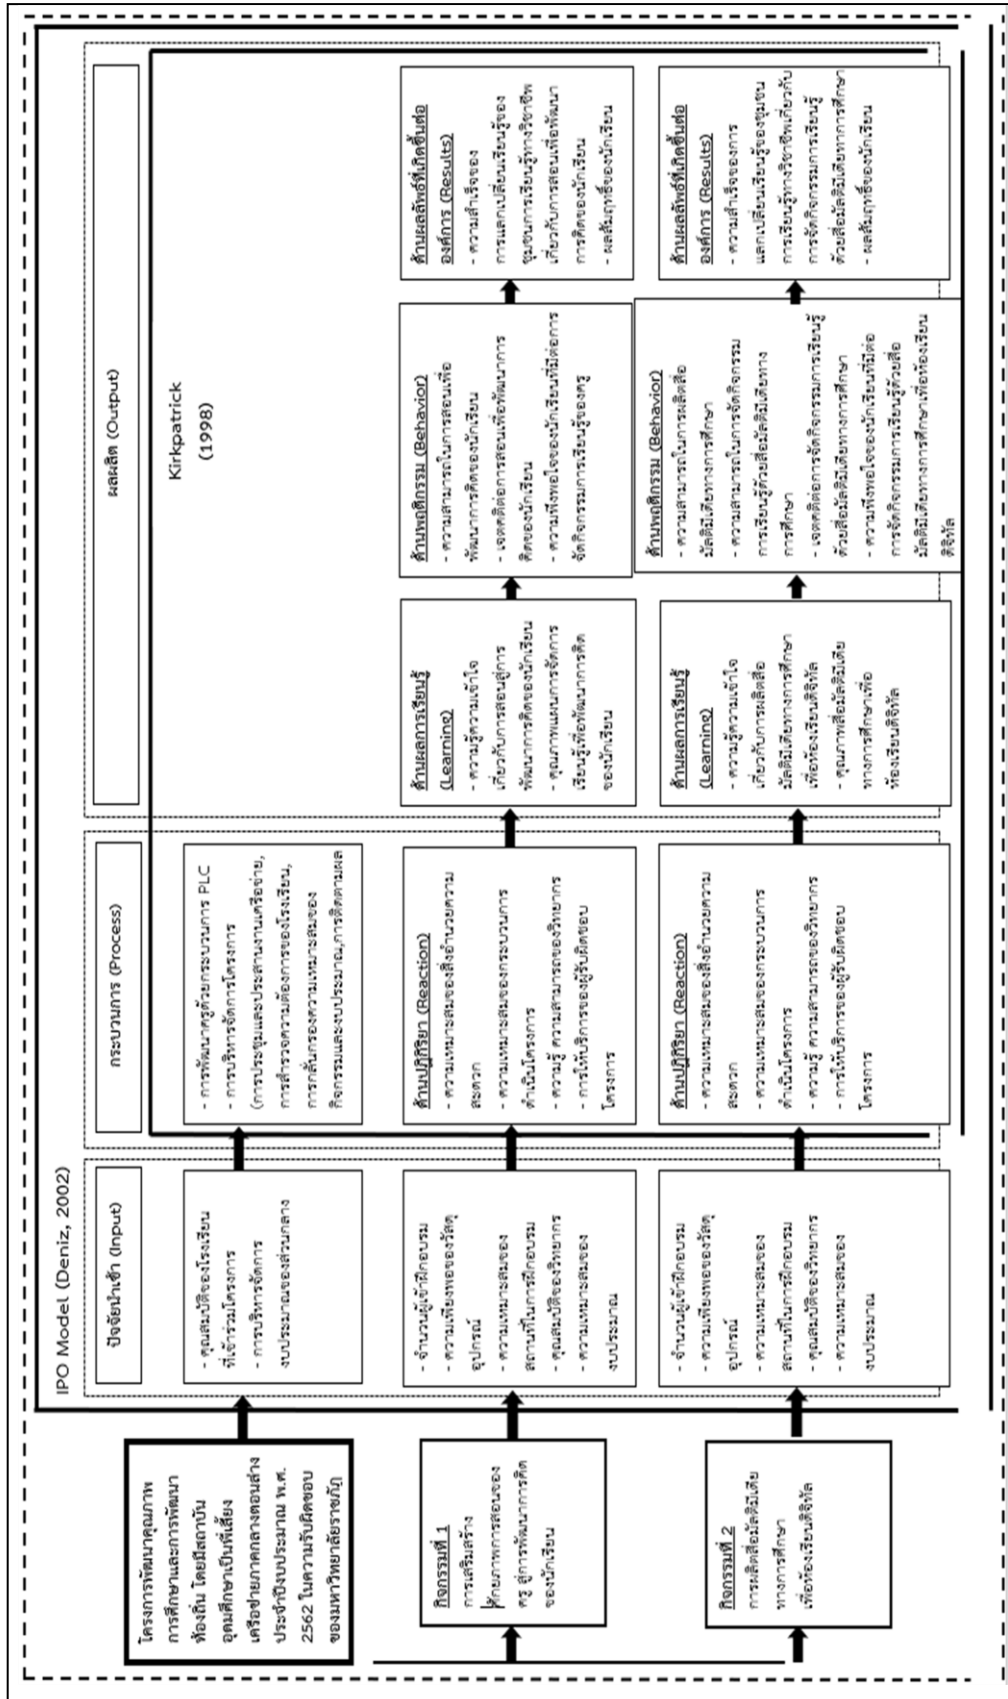 IPO Model (Deniz, 2002)
ปัจจัยนำเข้า (Input)
กระบวนการ (Process)
ผลผลิต (Output)
Kirkpatrick
(1998)
โครงการพัฒนาคุณภาพ
การศึกษาและการพัฒนา
ท้องถิ่น โดยมีสถาบัน
อุดมศึกษาเป็นพี่เลี้ยง
เครือข่ายภาคกลางตอนล่าง
ประจำปีงบประมาณ พ.ศ.
2562 ในความรับผิดชอบ
ของมหาวิทยาลัยราชภัฏ
- คุณสมบัติของโรงเรียน
ที่เข้าร่วมโครงการ
- การบริหารจัดการ
งบประมาณของส่วนกลาง
- การพัฒนาครูด้วยกระบวนการ PLC
- การบริหารจัดการโครงการ
(การประชุมและประสานงานเครือข่าย,
การสำรวจความต้องการของโรงเรียน,
การกลั่นกรองความเหมาะสมของ
กิจกรรมและงบประมาณ,การติดตามผล
กิจกรรมที่ 1
การเสริมสร้าง
ศักยภาพการสอนของ
ครู สู่การพัฒนาการคิด
ของนักเรียน
- จำนวนผู้เข้าฝึกอบรม
- ความเพียงพอของวัสดุ
อุปกรณ์
- ความเหมาะสมของ
สถานที่ในการฝึกอบรม
- คุณสมบัติของวิทยากร
- ความเหมาะสมของ
งบประมาณ
ด้านปฏิกิริยา (Reaction)
- ความเหมาะสมของสิ่งอำนวยความ
สะดวก
- ความเหมาะสมของกระบวนการ
ดำเนินโครงการ
- ความรู้ ความสามารถของวิทยากร
- การให้บริการของผู้รับผิดชอบ
โครงการ
ด้านผลการเรียนรู้
(Learning)
- ความรู้ความเข้าใจ
เกี่ยวกับการสอนสู่การ
พัฒนาการคิดของนักเรียน
- คุณภาพแผนการจัดการ
เรียนรู้เพื่อพัฒนาการคิด
ของนักเรียน
ด้านพฤติกรรม (Behavior)
- ความสามารถในการสอนเพื่อ
พัฒนาการคิดของนักเรียน
- เจตคติต่อการสอนเพื่อพัฒนาการ
คิดของนักเรียน
- ความพึงพอใจของนักเรียนที่มีต่อการ
จัดกิจกรรมการเรียนรู้ของครู
ด้านผลลัพธ์ที่เกิดขึ้นต่อ
องค์การ (Results)
- ความสำเร็จของ
การแลกเปลี่ยนเรียนรู้ของ
ชุมชนการเรียนรู้ทางวิชาชีพ
เกี่ยวกับการสอนเพื่อพัฒนา
การคิดของนักเรียน
- ผลสัมฤทธิ์ของนักเรียน
กิจกรรมที่ 2
การผลิตสื่อมัลติมีเดีย
ทางการศึกษา
เพื่อห้องเรียนดิจิทัล
- จำนวนผู้เข้าฝึกอบรม
- ความเพียงพอของวัสดุ
อุปกรณ์
- ความเหมาะสมของ
สถานที่ในการฝึกอบรม
- คุณสมบัติของวิทยากร
- ความเหมาะสมของ
งบประมาณ
ด้านปฏิกิริยา (Reaction)
- ความเหมาะสมของสิ่งอำนวยความ
สะดวก
- ความเหมาะสมของกระบวนการ
ดำเนินโครงการ
- ความรู้ ความสามารถของวิทยากร
- การให้บริการของผู้รับผิดชอบ
โครงการ
ด้านผลการเรียนรู้
(Learning)
- ความรู้ความเข้าใจ
เกี่ยวกับการผลิตสื่อ
มัลติมีเดียทางการศึกษา
เพื่อห้องเรียนดิจิทัล
- คุณภาพสื่อมัลติมีเดีย
ทางการศึกษาเพื่อ
ห้องเรียนดิจิทัล
ด้านพฤติกรรม (Behavior)
- ความสามารถในการผลิตสื่อ
มัลติมีเดียทางการศึกษา
- ความสามารถในการจัดกิจกรรม
การเรียนรู้ด้วยสื่อมัลติมีเดียทาง
การศึกษา
- เจตคติต่อการจัดกิจกรรมการเรียนรู้
ด้วยสื่อมัลติมีเดียทางการศึกษา
- ความพึงพอใจของนักเรียนที่มีต่อ
การจัดกิจกรรมการเรียนรู้ด้วยสื่อ
มัลติมีเดียทางการศึกษาเพื่อห้องเรียน
ดิจิทัล
ด้านผลลัพธ์ที่เกิดขึ้นต่อ
องค์การ (Results)
- ความสำเร็จของการ
แลกเปลี่ยนเรียนรู้ของชุมชน
การเรียนรู้ทางวิชาชีพเกี่ยวกับ
การจัดกิจกรรมการเรียนรู้
ด้วยสื่อมัลติมีเดียทางการศึกษา
- ผลสัมฤทธิ์ของนักเรียน